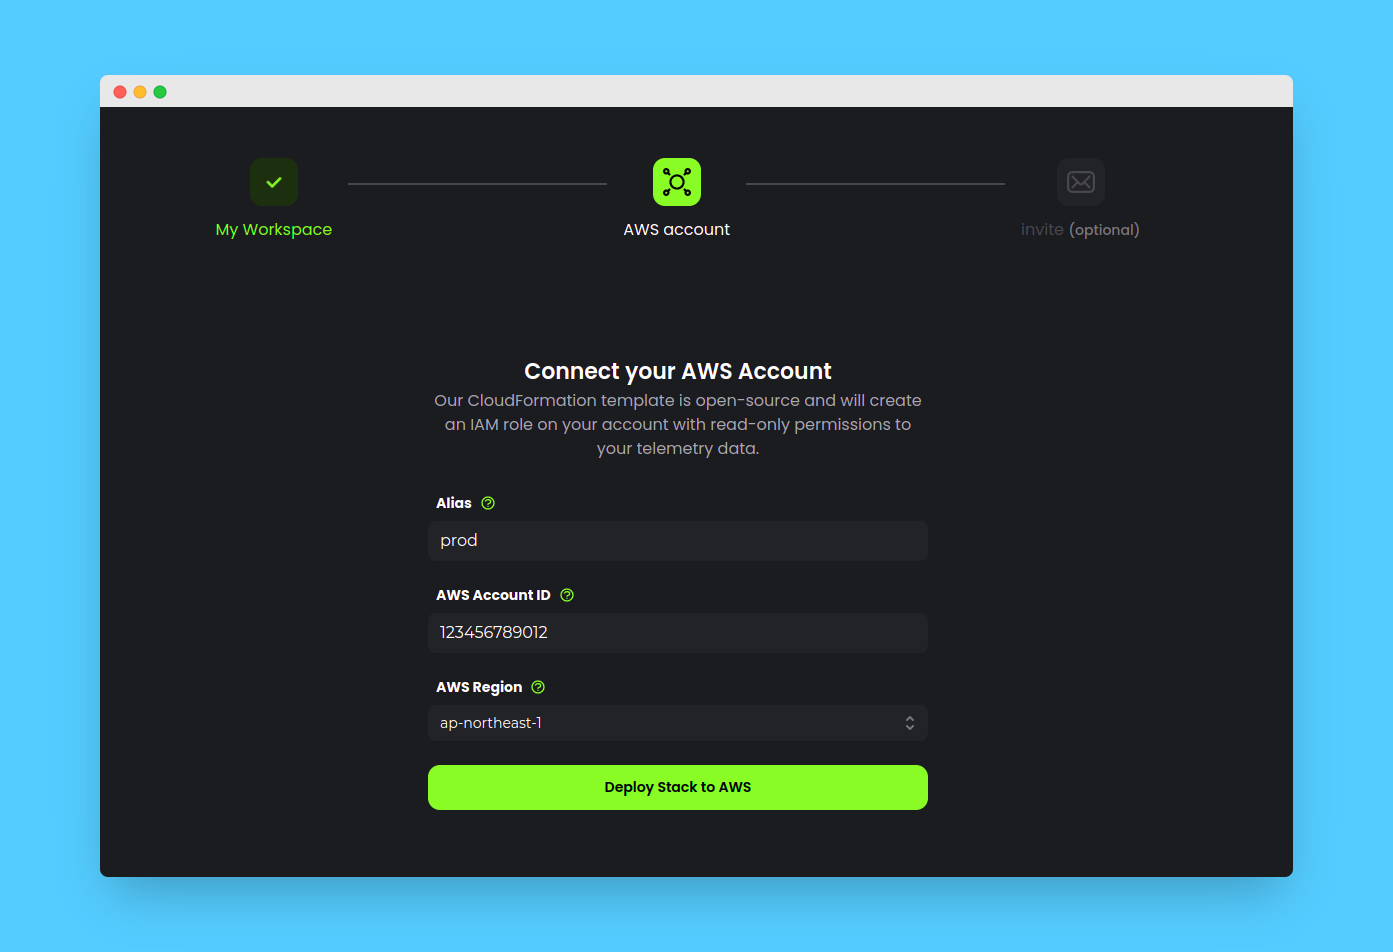 My Workspace
AWS account
invite (optional)
Connect your AWS Account
Our CloudFormation template is open-source and will create
an IAM role on your account with read-only permissions to
your telemetry data.
Alias
prod
AWS Account ID
123456789012
AWS Region
ap-northeast-1
Deploy Stack to AWS